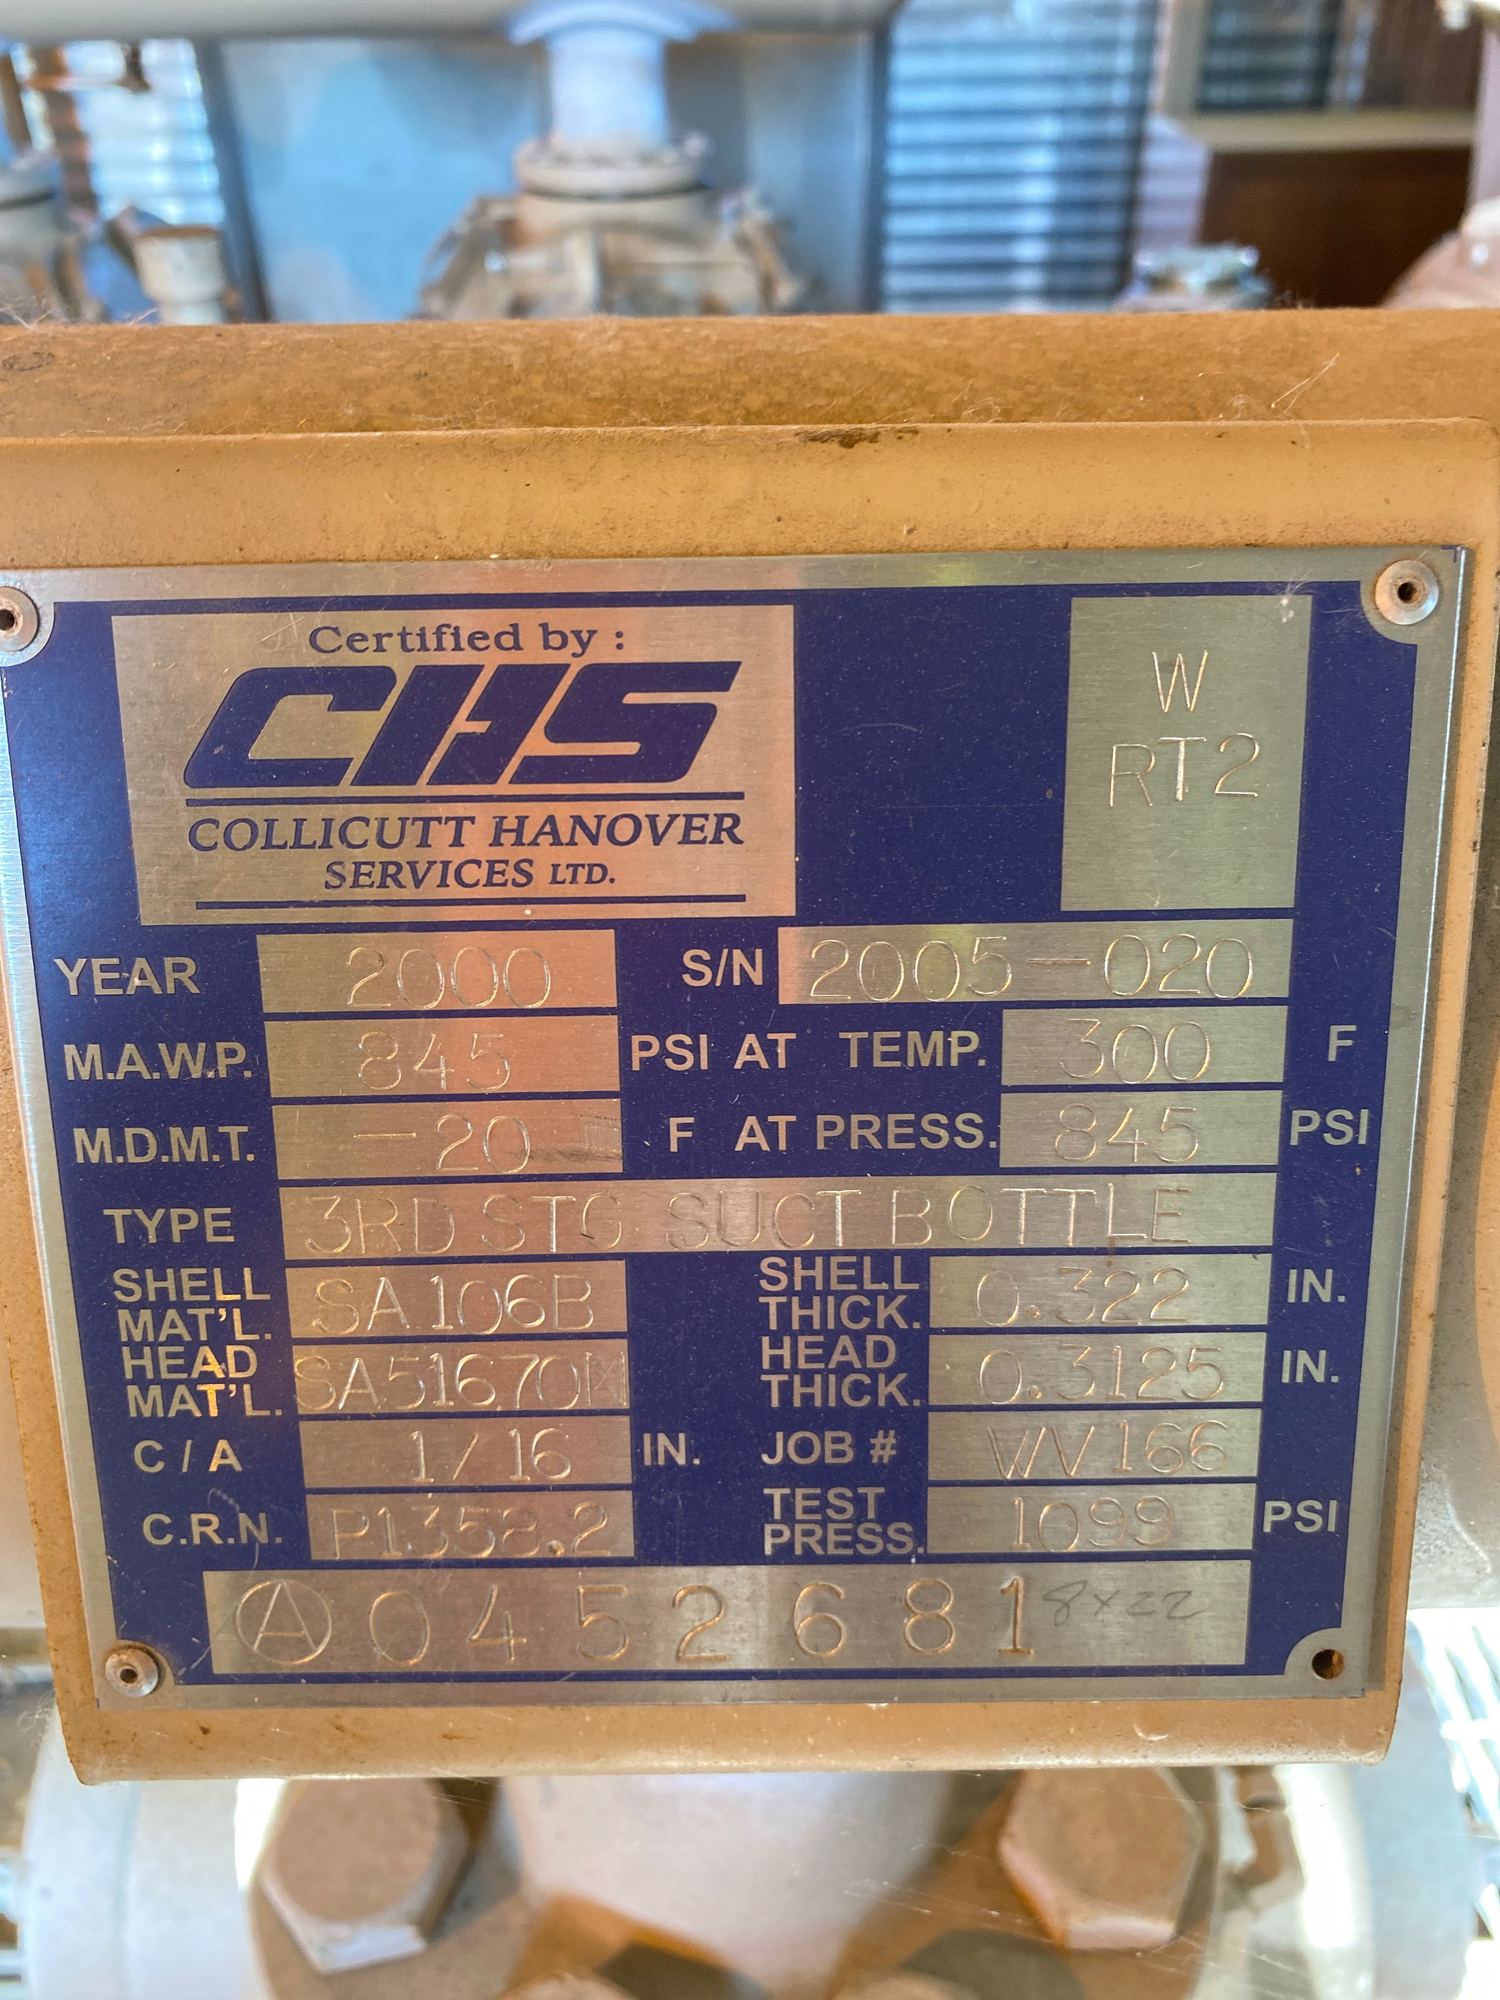 Certified by :
CHS
COLLICUTT HANOVER
SERVICES LTD.
W
RT2
YEAR 2000 S/N 2005-020
M.A.W.P. 845 PSI AT TEMP. 300 F
M.D.M.T. -20 F AT PRESS. 845 PSI
TYPE 3RD STG SUCT BOTTLE
SHELL MAT'L. SA106B SHELL THICK. 0.322 IN.
HEAD MAT'L. SA51670N HEAD THICK. 0.3125 IN.
C/A 1/16 IN. JOB # WV166
C.R.N. P1358.2 TEST PRESS. 1099 PSI
A 0452681 8x22